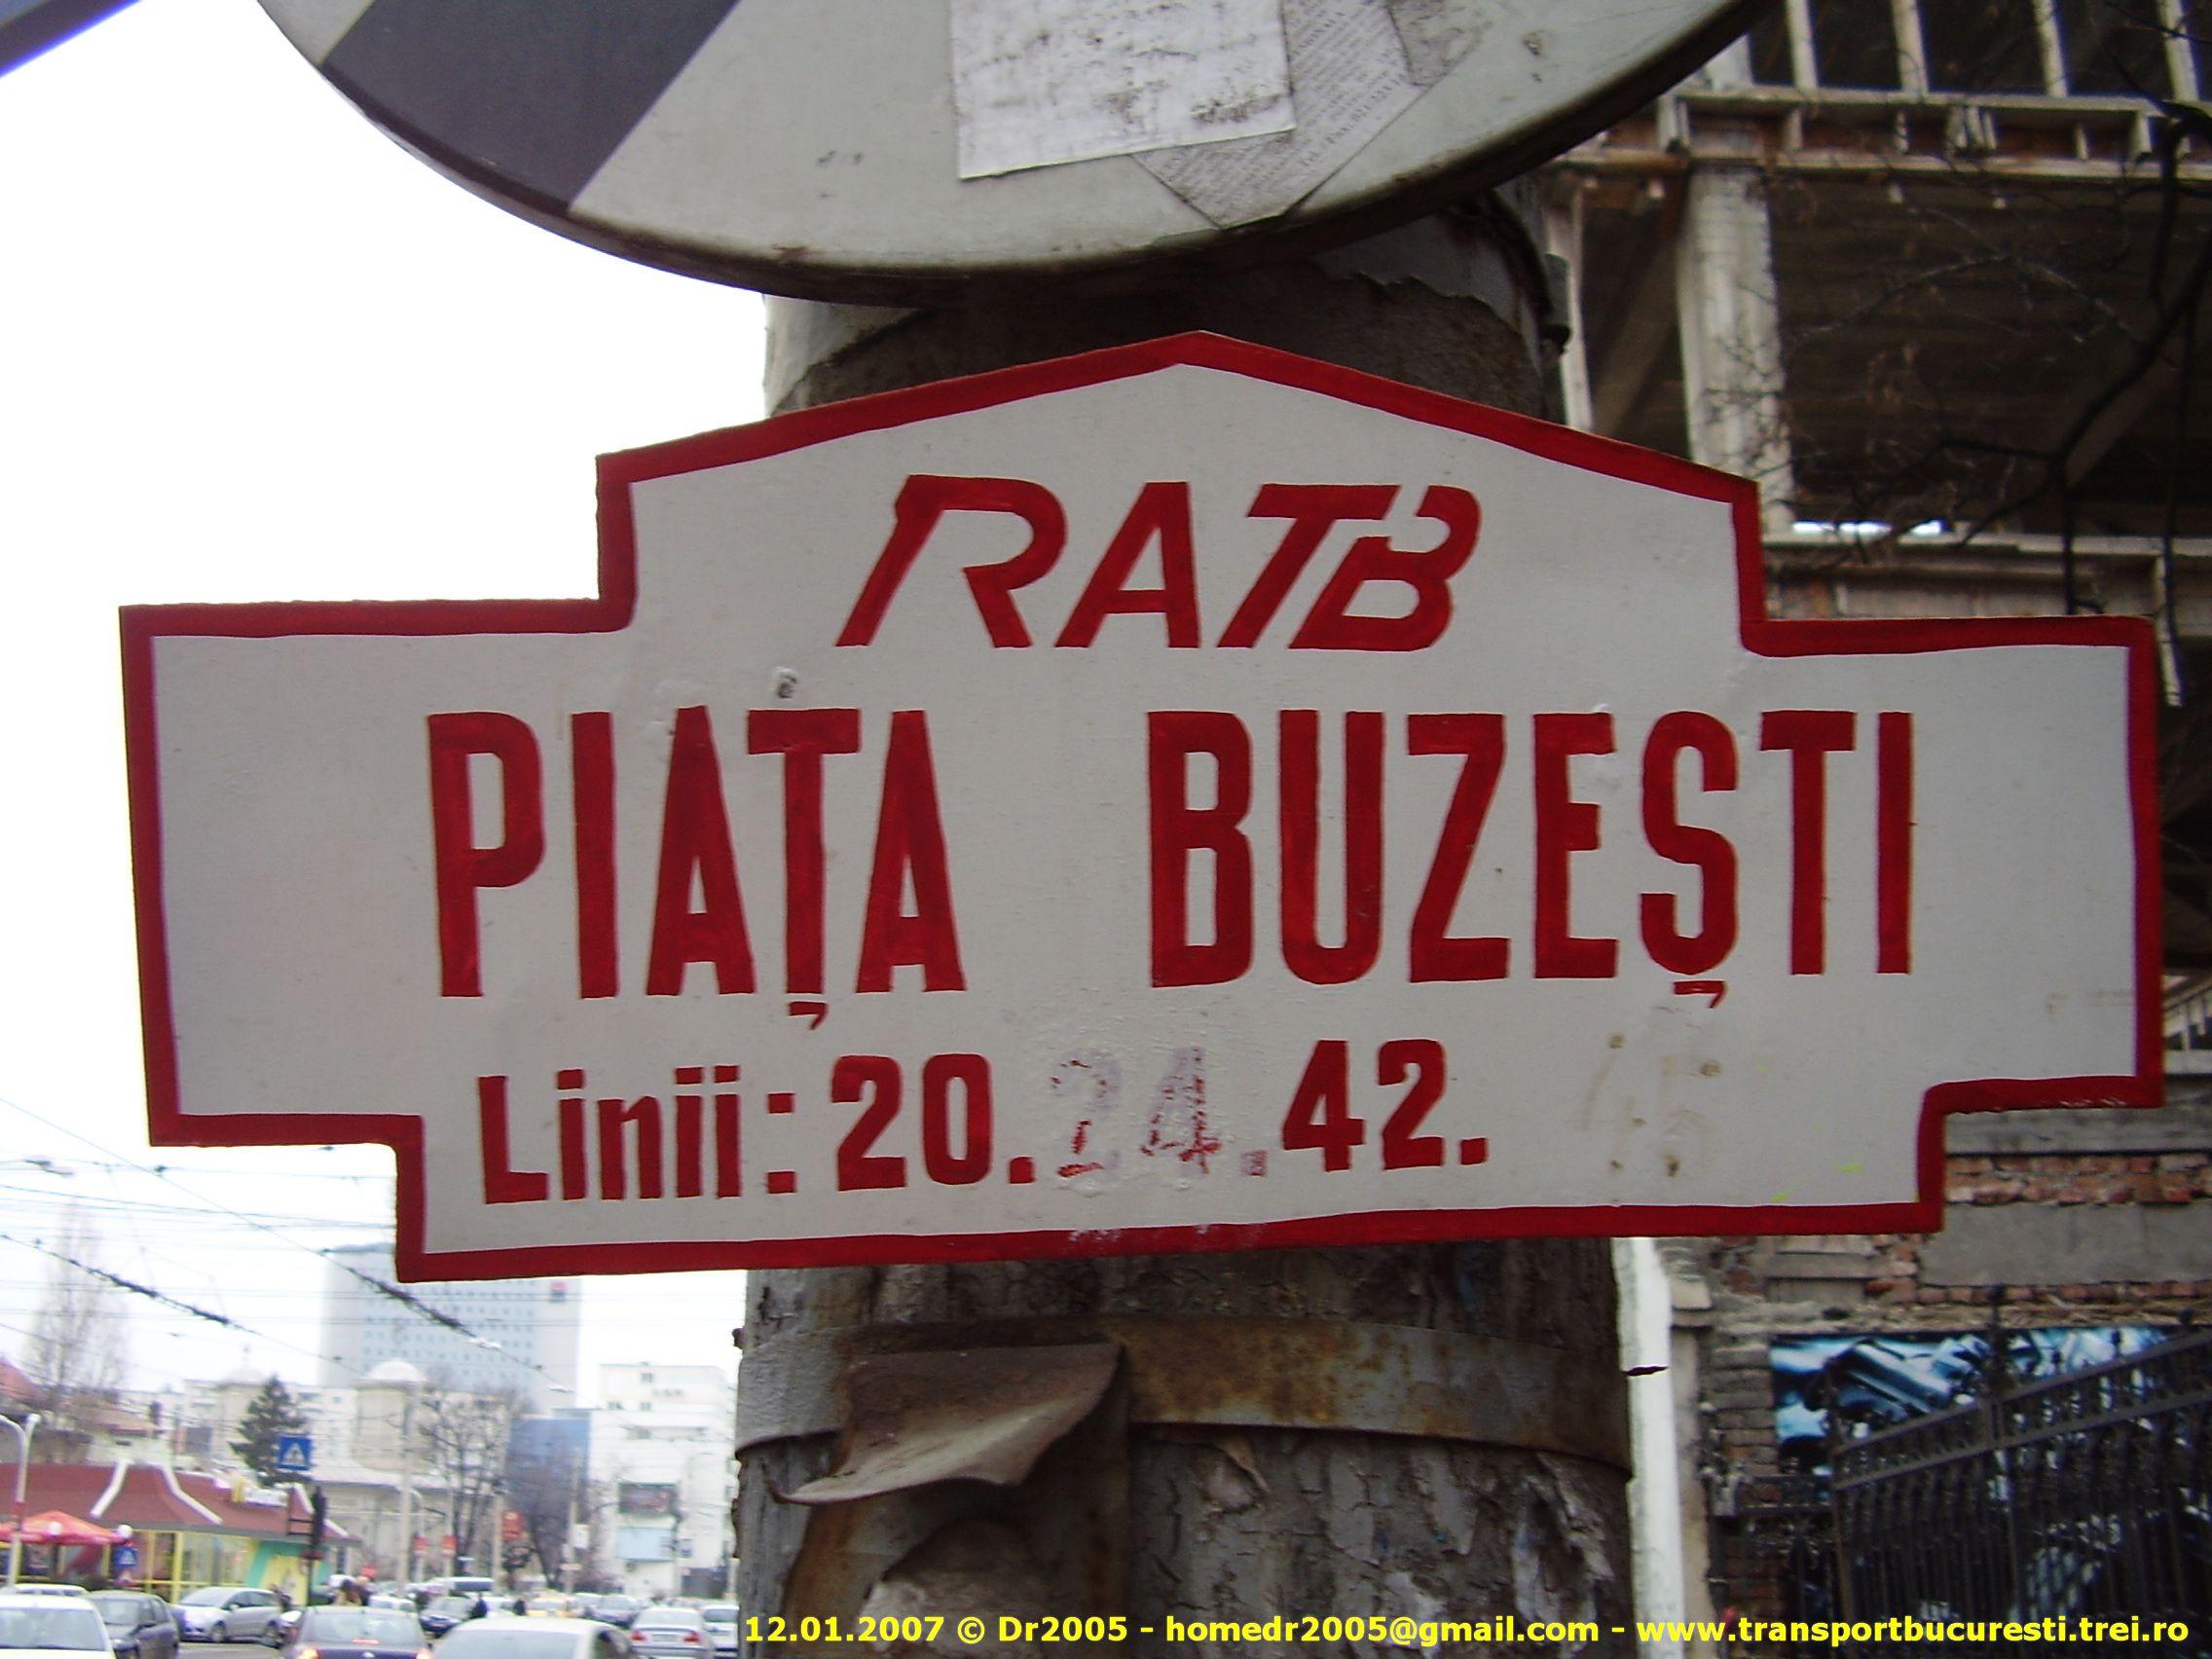 RATB
PIAȚA BUZEȘTI
Linii: 20. 24. 42.
12.01.2007 © Dr2005 - homedr2005@gmail.com - www.transportbucuresti.trei.ro